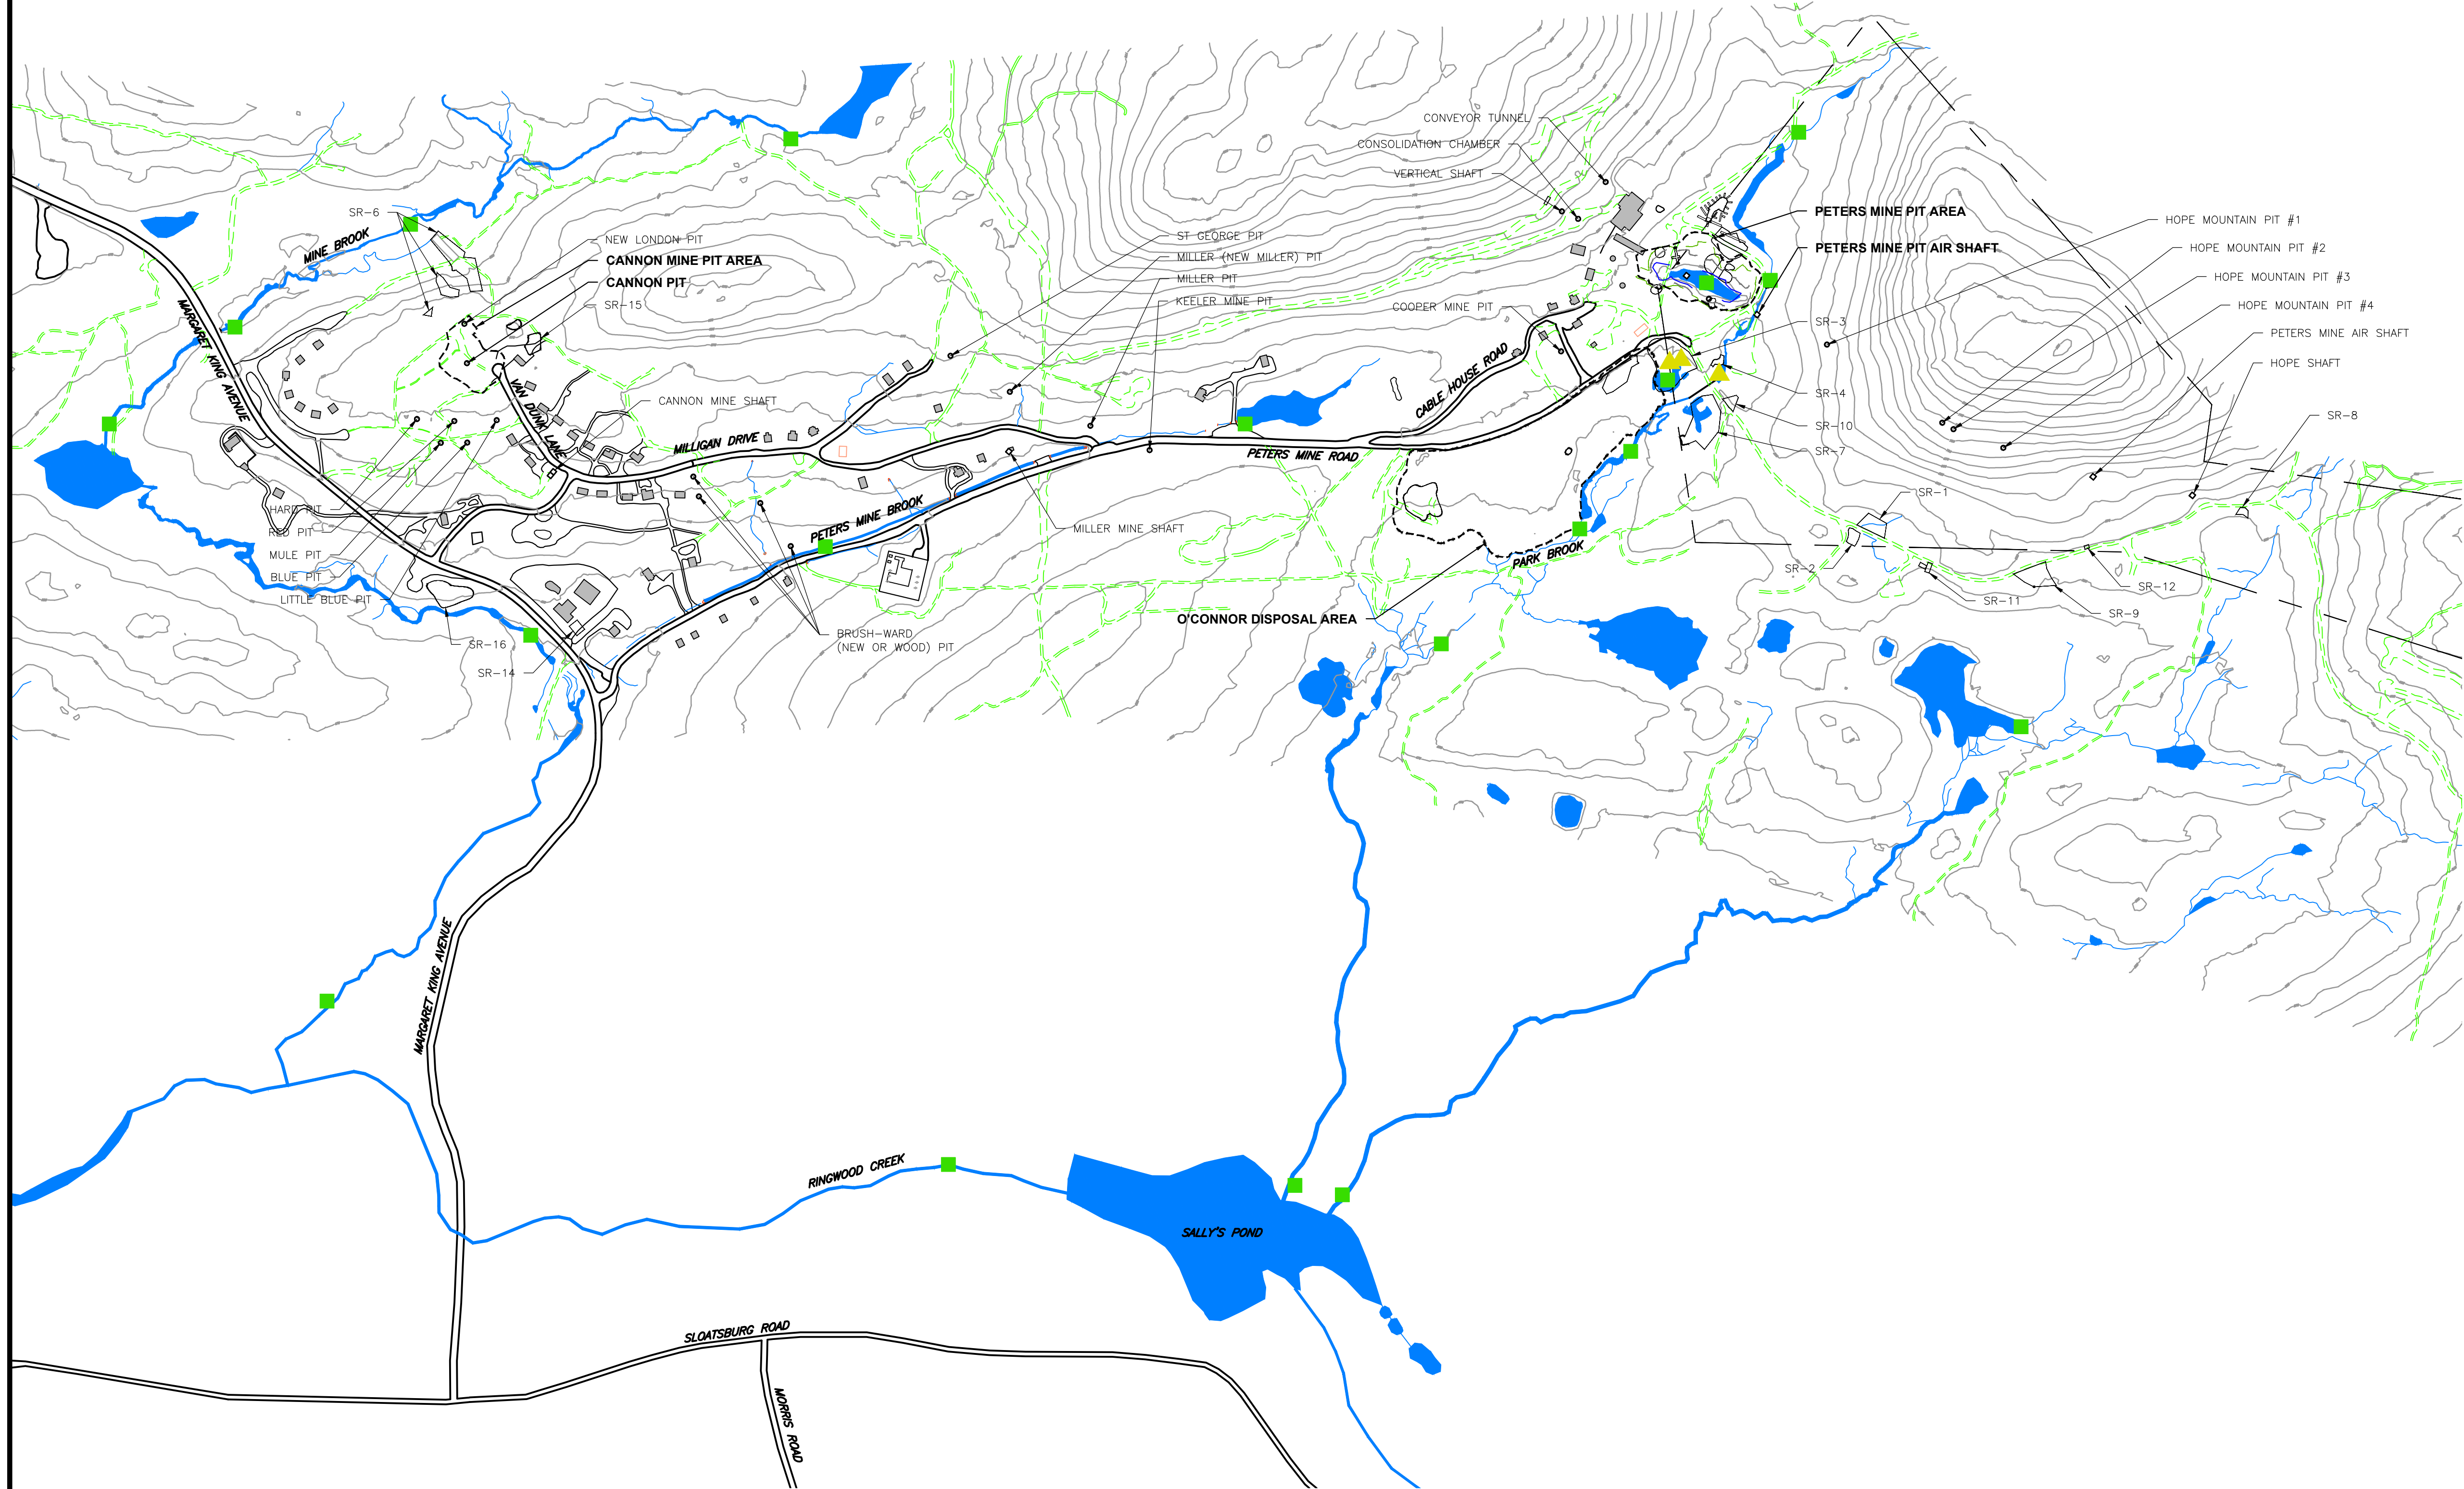 CONVEYOR TUNNEL
CONSOLIDATION CHAMBER
VERTICAL SHAFT
SR-6
MINE BROOK
NEW LONDON PIT
CANNON MINE PIT AREA
CANNON PIT
SR-15
ST GEORGE PIT
MILLER (NEW MILLER) PIT
MILLER PIT
KEELER MINE PIT
COOPER MINE PIT
PETERS MINE PIT AREA
PETERS MINE PIT AIR SHAFT
HOPE MOUNTAIN PIT #1
HOPE MOUNTAIN PIT #2
HOPE MOUNTAIN PIT #3
HOPE MOUNTAIN PIT #4
PETERS MINE AIR SHAFT
HOPE SHAFT
SR-8
SR-3
SR-4
SR-10
SR-7
MARGARET KING AVENUE
VAN DUNK LANE
CANNON MINE SHAFT
MILLIGAN DRIVE
CABLE HOUSE ROAD
PETERS MINE ROAD
HARD PIT
RED PIT
MULE PIT
BLUE PIT
LITTLE BLUE PIT
PETERS MINE BROOK
MILLER MINE SHAFT
SR-1
PARK BROOK
SR-2
SR-11
SR-12
SR-9
O'CONNOR DISPOSAL AREA
BRUSH-WARD
(NEW OR WOOD) PIT
SR-16
SR-14
MARGARET KING AVENUE
RINGWOOD CREEK
SALLY'S POND
SLOATSBURG ROAD
MORRIS ROAD